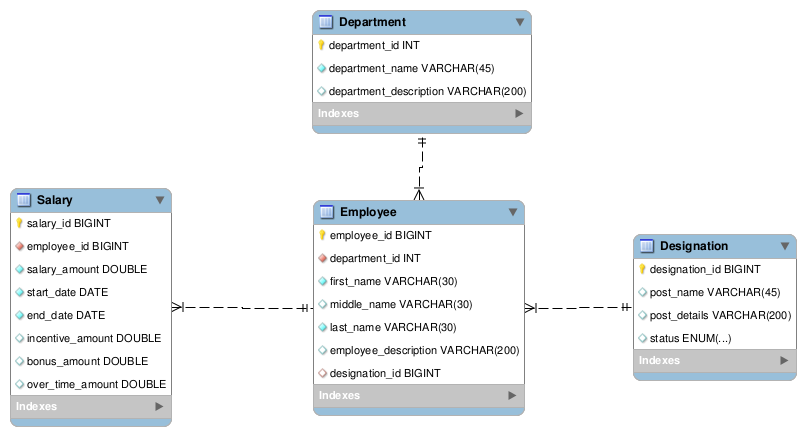 Department
department_id INT
department_name VARCHAR(45)
department_description VARCHAR(200)
Indexes
Salary
salary_id BIGINT
employee_id BIGINT
salary_amount DOUBLE
start_date DATE
end_date DATE
incentive_amount DOUBLE
bonus_amount DOUBLE
over_time_amount DOUBLE
Indexes
Employee
employee_id BIGINT
department_id INT
first_name VARCHAR(30)
middle_name VARCHAR(30)
last_name VARCHAR(30)
employee_description VARCHAR(200)
designation_id BIGINT
Indexes
Designation
designation_id BIGINT
post_name VARCHAR(45)
post_details VARCHAR(200)
status ENUM(...)
Indexes